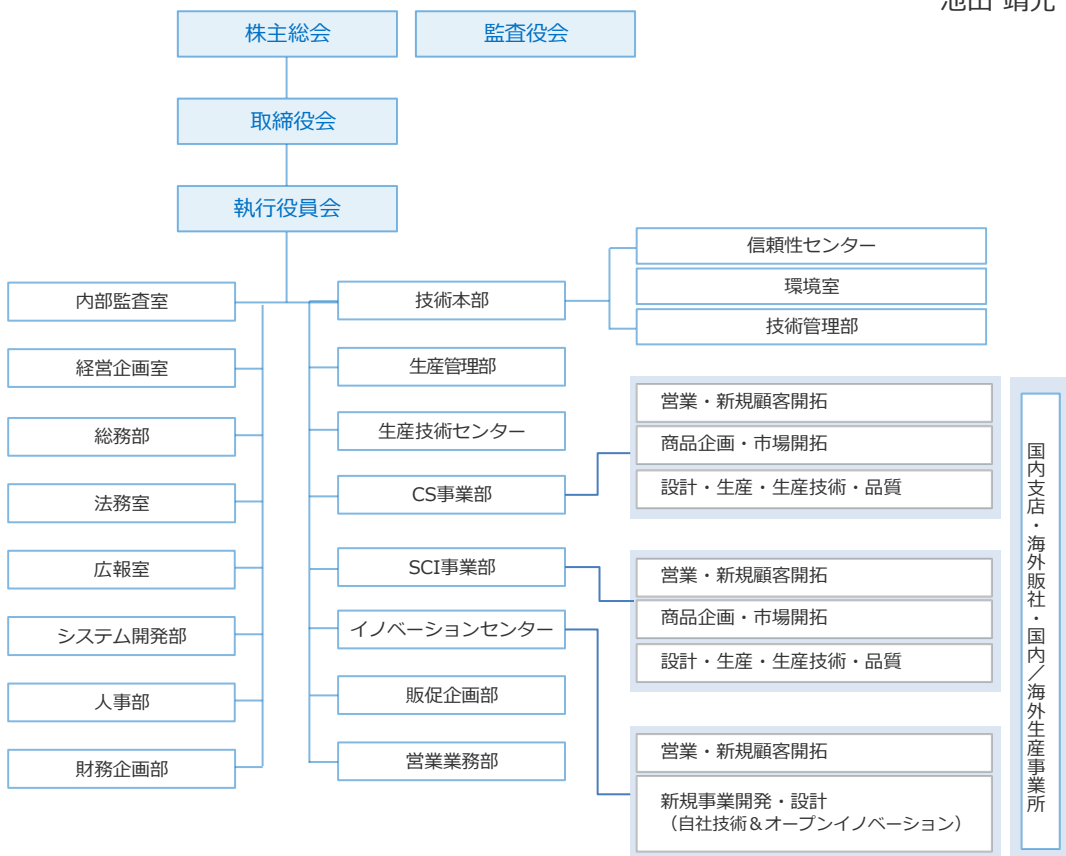 池田 靖光
株主総会
監査役会
取締役会
執行役員会
内部監査室
経営企画室
総務部
法務室
広報室
システム開発部
人事部
財務企画部
技術本部
生産管理部
生産技術センター
CS事業部
SCI事業部
イノベーションセンター
販促企画部
営業業務部
信頼性センター
環境室
技術管理部
営業・新規顧客開拓
商品企画・市場開拓
設計・生産・生産技術・品質
営業・新規顧客開拓
商品企画・市場開拓
設計・生産・生産技術・品質
営業・新規顧客開拓
新規事業開発・設計
（自社技術＆オープンイノベーション）
国内支店・海外販社・国内／海外生産事業所